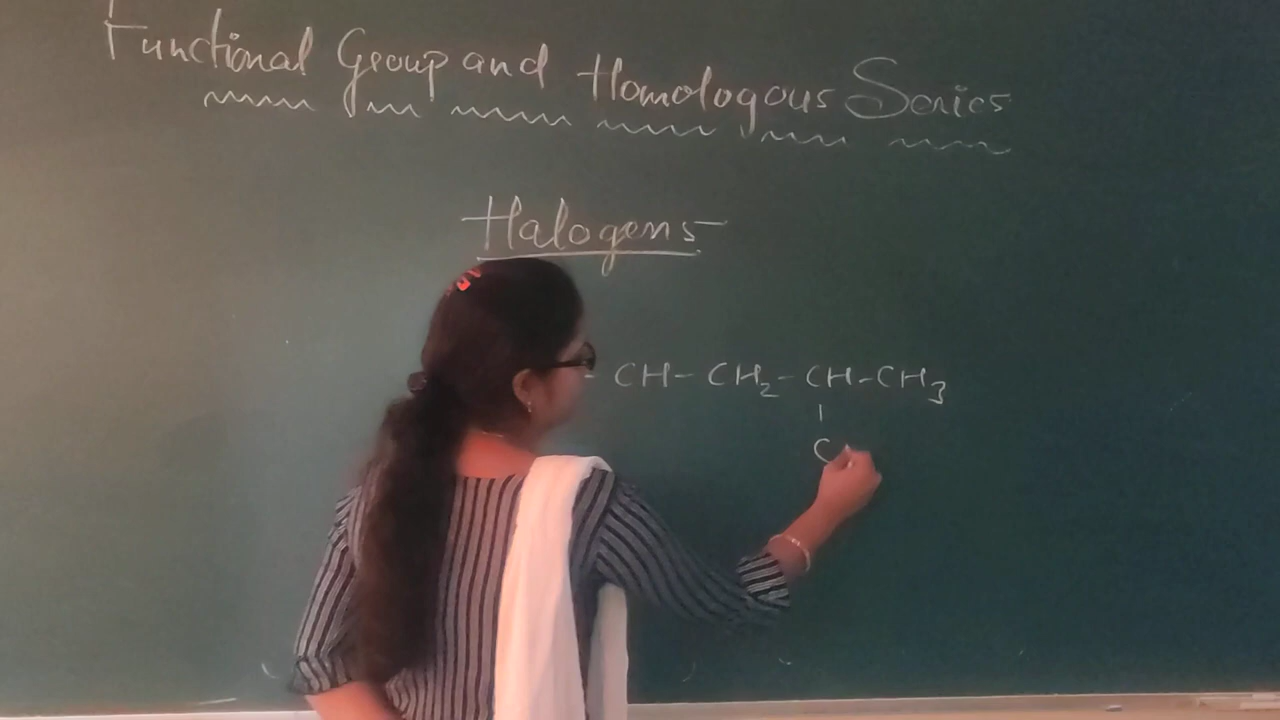 Functional Group and Homologous Series
Halogens
- CH - CH₂ - CH - CH₃
|
C